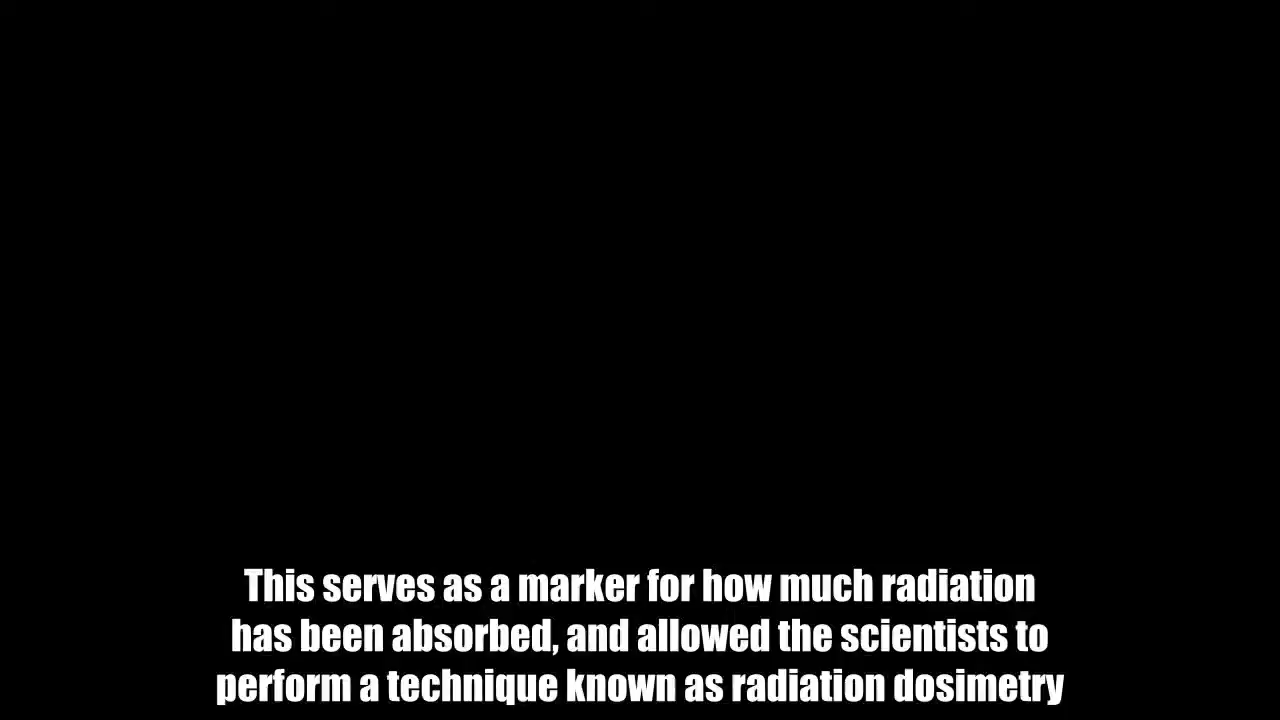 This serves as a marker for how much radiation
has been absorbed, and allowed the scientists to
perform a technique known as radiation dosimetry